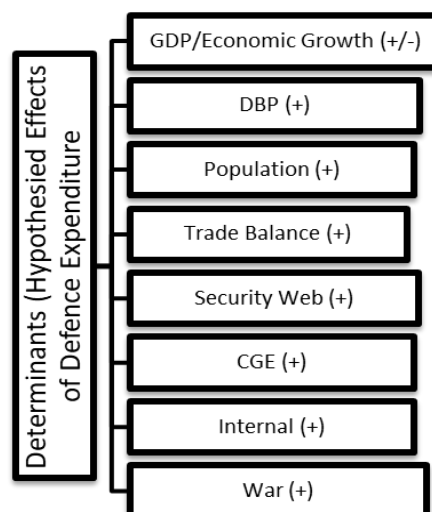 Determinants (Hypothesied Effects
of Defence Expenditure
GDP/Economic Growth (+/-)
DBP (+)
Population (+)
Trade Balance (+)
Security Web (+)
CGE (+)
Internal (+)
War (+)